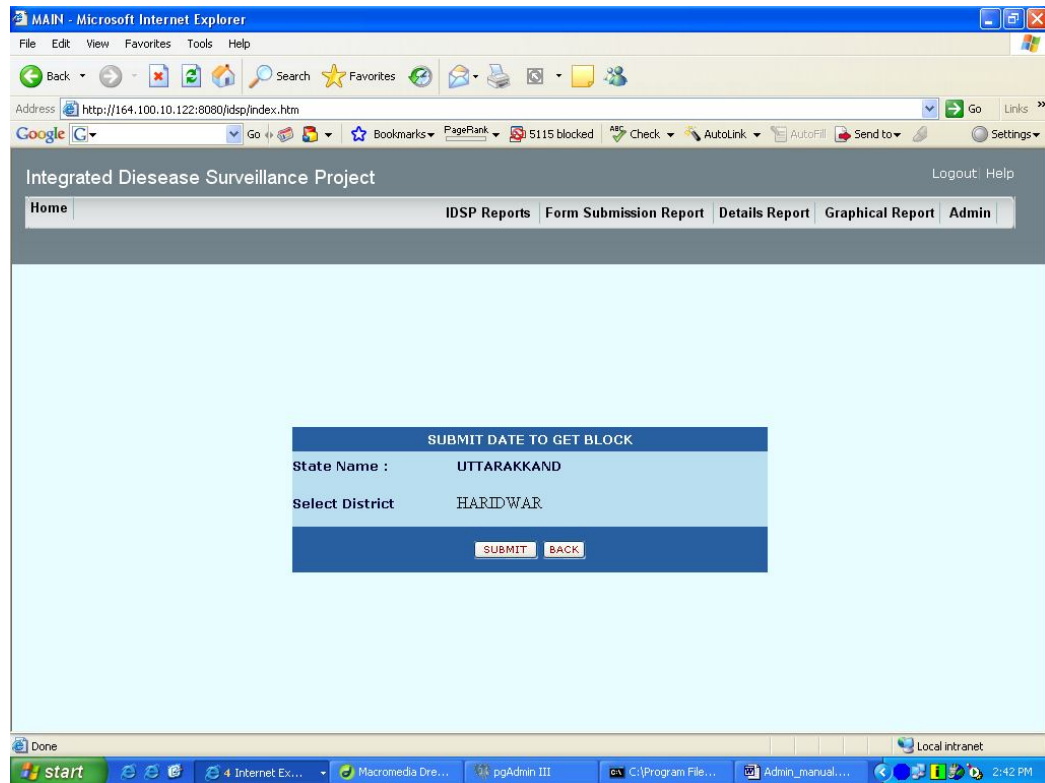 MAIN - Microsoft Internet Explorer
File Edit View Favorites Tools Help
Back Search Favorites
Address http://164.100.10.122:8080/idsp/index.htm Go Links »
Google G Go Bookmarks PageRank 5115 blocked ABC Check AutoLink AutoFill Send to Settings
Integrated Diesease Surveillance Project
Logout| Help
Home IDSP Reports Form Submission Report Details Report Graphical Report Admin
SUBMIT DATE TO GET BLOCK
State Name : UTTARAKKAND
Select District HARIDWAR
SUBMIT BACK
Done Local intranet
start 4 Internet Ex... Macromedia Dre... pgAdmin III C:\Program File... Admin_manual.... 2:42 PM